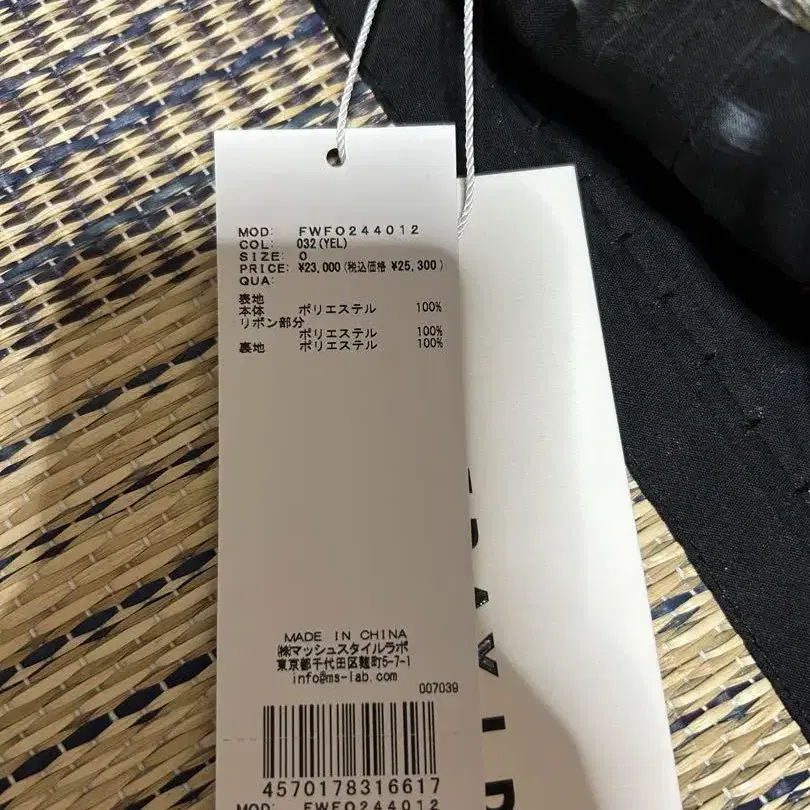 MOD: FWFO244012
COL: 032(YEL)
SIZE: 0
PRICE: ¥23,000(税込価格 ¥25,300)
QUA:
表地
本体 ポリエステル 100%
リボン部分
ポリエステル 100%
裏地 ポリエステル 100%
MADE IN CHINA
㈱マッシュスタイルラボ
東京都千代田区麹町5-7-1
info@ms-lab.com
007039
4570178316617
MOD: FWFO244012